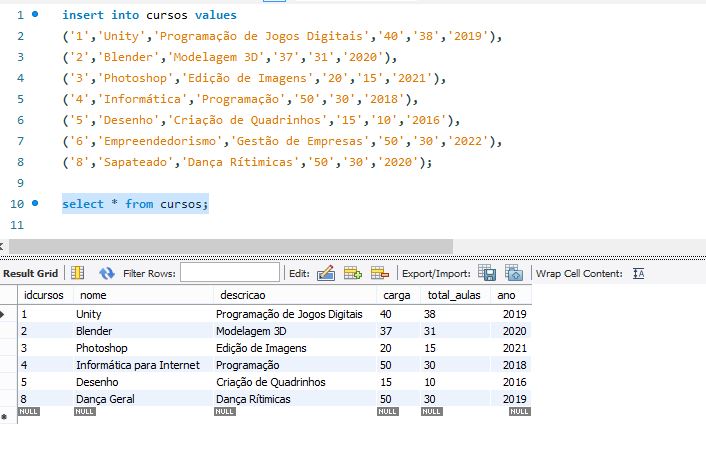 1 insert into cursos values
2 ('1','Unity','Programação de Jogos Digitais','40','38','2019'),
3 ('2','Blender','Modelagem 3D','37','31','2020'),
4 ('3','Photoshop','Edição de Imagens','20','15','2021'),
5 ('4','Informática','Programação','50','30','2018'),
6 ('5','Desenho','Criação de Quadrinhos','15','10','2016'),
7 ('6','Empreendedorismo','Gestão de Empresas','50','30','2022'),
8 ('8','Sapateado','Dança Rítimicas','50','30','2020');
9
10 select * from cursos;
11
Result Grid Filter Rows: Edit: Export/Import: Wrap Cell Content: IA
idcursos nome descricao carga total_aulas ano
1 Unity Programação de Jogos Digitais 40 38 2019
2 Blender Modelagem 3D 37 31 2020
3 Photoshop Edição de Imagens 20 15 2021
4 Informática para Internet Programação 50 30 2018
5 Desenho Criação de Quadrinhos 15 10 2016
8 Dança Geral Dança Rítimicas 50 30 2019
NULL NULL NULL NULL NULL NULL